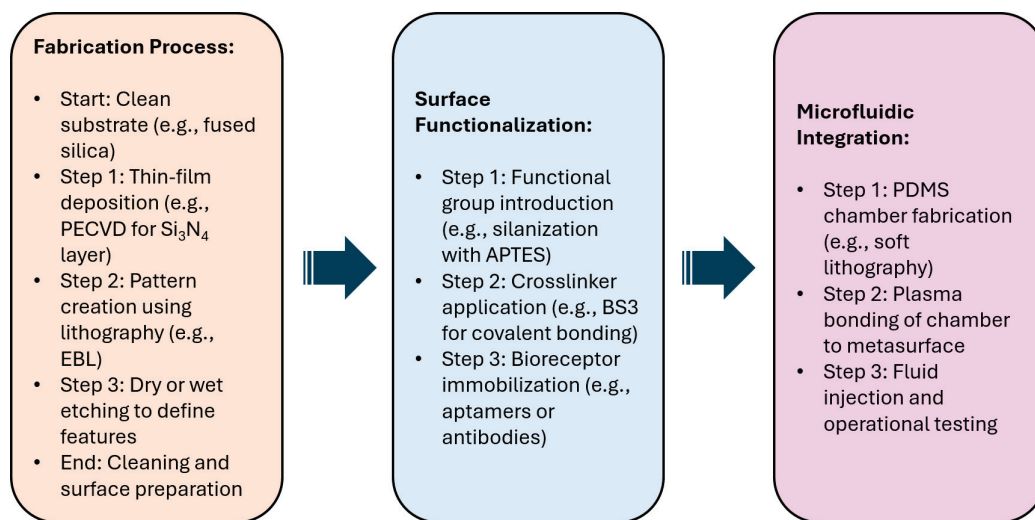 Fabrication Process:
• Start: Clean
substrate (e.g., fused
silica)
• Step 1: Thin-film
deposition (e.g.,
PECVD for Si₃N₄
layer)
• Step 2: Pattern
creation using
lithography (e.g.,
EBL)
• Step 3: Dry or wet
etching to define
features
• End: Cleaning and
surface preparation
Surface
Functionalization:
• Step 1: Functional
group introduction
(e.g., silanization
with APTES)
• Step 2: Crosslinker
application (e.g., BS3
for covalent bonding)
• Step 3: Bioreceptor
immobilization (e.g.,
aptamers or
antibodies)
Microfluidic
Integration:
• Step 1: PDMS
chamber fabrication
(e.g., soft
lithography)
• Step 2: Plasma
bonding of chamber
to metasurface
• Step 3: Fluid
injection and
operational testing